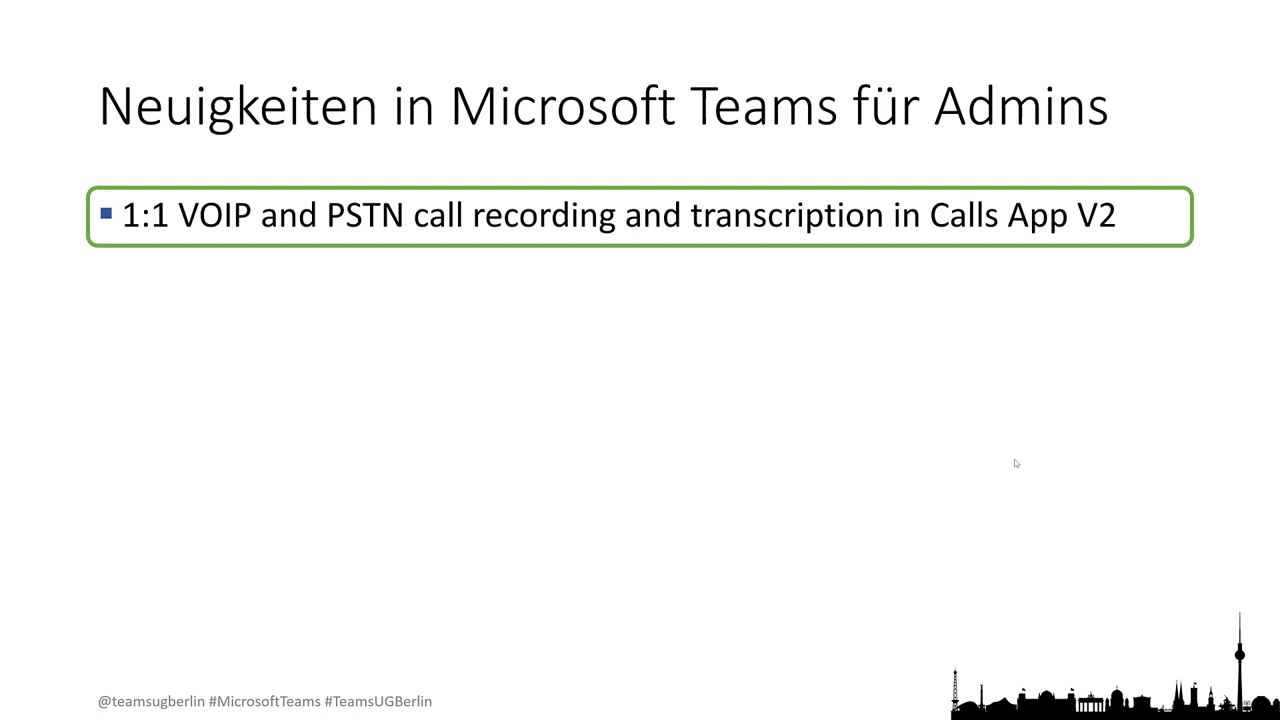 Neuigkeiten in Microsoft Teams für Admins
1:1 VOIP and PSTN call recording and transcription in Calls App V2
@teamsugberlin #MicrosoftTeams #TeamsUGBerlin